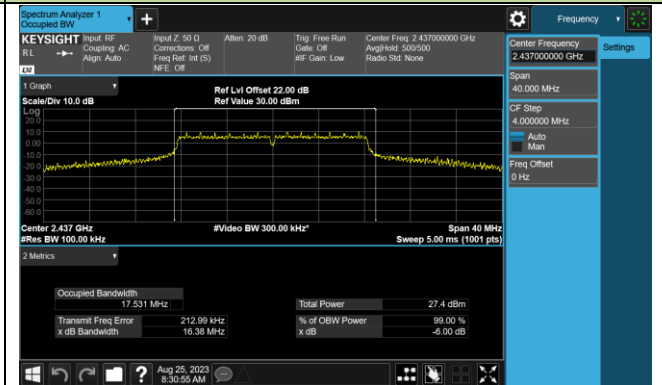 Spectrum Analyzer 1
Occupied BW
Frequency
KEYSIGHT
Input: RF
Input Z: 50 Ω
Atten: 20 dB
Trig: Free Run
Center Freq: 2.437000000 GHz
RL
Coupling: AC
Corrections: Off
Gate: Off
Avg|Hold: 500/500
Align: Auto
Freq Ref: Int (S)
#IF Gain: Low
Radio Std: None
LXI
NFE: Off
Center Frequency
2.437000000 GHz
Settings
Span
40.000 MHz
CF Step
4.000000 MHz
Auto
Man
Freq Offset
0 Hz
1 Graph
Ref Lvl Offset 22.00 dB
Scale/Div 10.0 dB
Ref Value 30.00 dBm
Log
20.0
10.0
0.00
-10.0
-20.0
-30.0
-40.0
-50.0
-60.0
Center 2.437 GHz
#Video BW 300.00 kHz*
Span 40 MHz
#Res BW 100.00 kHz
Sweep 5.00 ms (1001 pts)
2 Metrics
Occupied Bandwidth
17.531 MHz
Total Power
27.4 dBm
Transmit Freq Error
212.99 kHz
% of OBW Power
99.00 %
x dB Bandwidth
16.38 MHz
x dB
-6.00 dB
Aug 25, 2023
8:30:55 AM